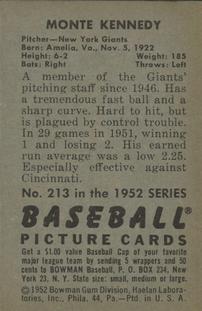 MONTE KENNEDY
Pitcher—New York Giants
Born: Amelia, Va., Nov. 5, 1922
Height: 6-2 Weight: 185
Bats: Right Throws: Left
A member of the Giants'
pitching staff since 1946. Has
a tremendous fast ball and a
sharp curve. Hard to hit, but
is plagued by control trouble.
In 29 games in 1951, winning
1 and losing 2. His earned
run average was a low 2.25.
Especially effective against
Cincinnati.
No. 213 in the 1952 SERIES
BASEBALL®
PICTURE CARDS
Get a $1.00 value Baseball Cap of your favorite
major league team by sending 5 wrappers and 50
cents to BOWMAN Baseball, P. O. BOX 234, New
York 23, N. Y. State size: small, medium or large.
©1952 Bowman Gum Division, Haelan Labora-
tories, Inc., Phila. 44, Pa.—Ptd. in U. S. A.